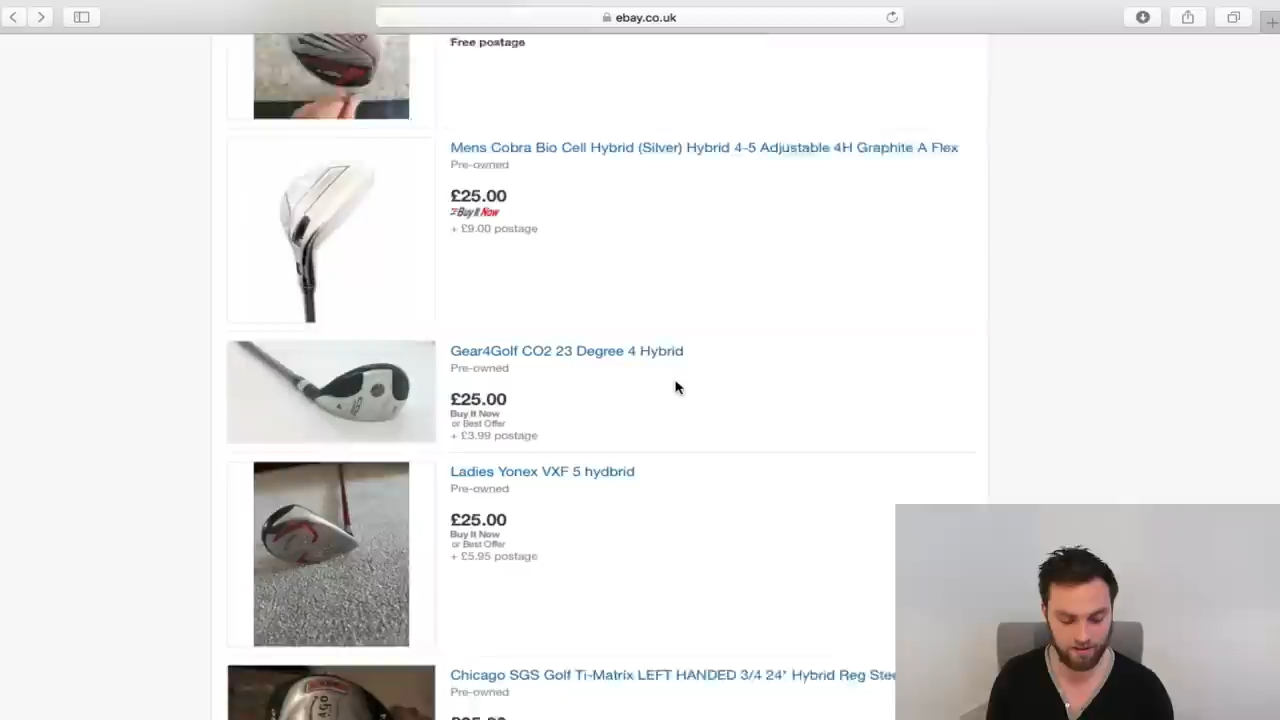 ebay.co.uk
Free postage
Mens Cobra Bio Cell Hybrid (Silver) Hybrid 4-5 Adjustable 4H Graphite A Flex
Pre-owned
£25.00
Buy It Now
+ £9.00 postage
Gear4Golf CO2 23 Degree 4 Hybrid
Pre-owned
£25.00
Buy It Now
or Best Offer
+ £3.99 postage
Ladies Yonex VXF 5 hydbrid
Pre-owned
£25.00
Buy It Now
or Best Offer
+ £5.95 postage
Chicago SGS Golf Ti-Matrix LEFT HANDED 3/4 24* Hybrid Reg Stee
Pre-owned